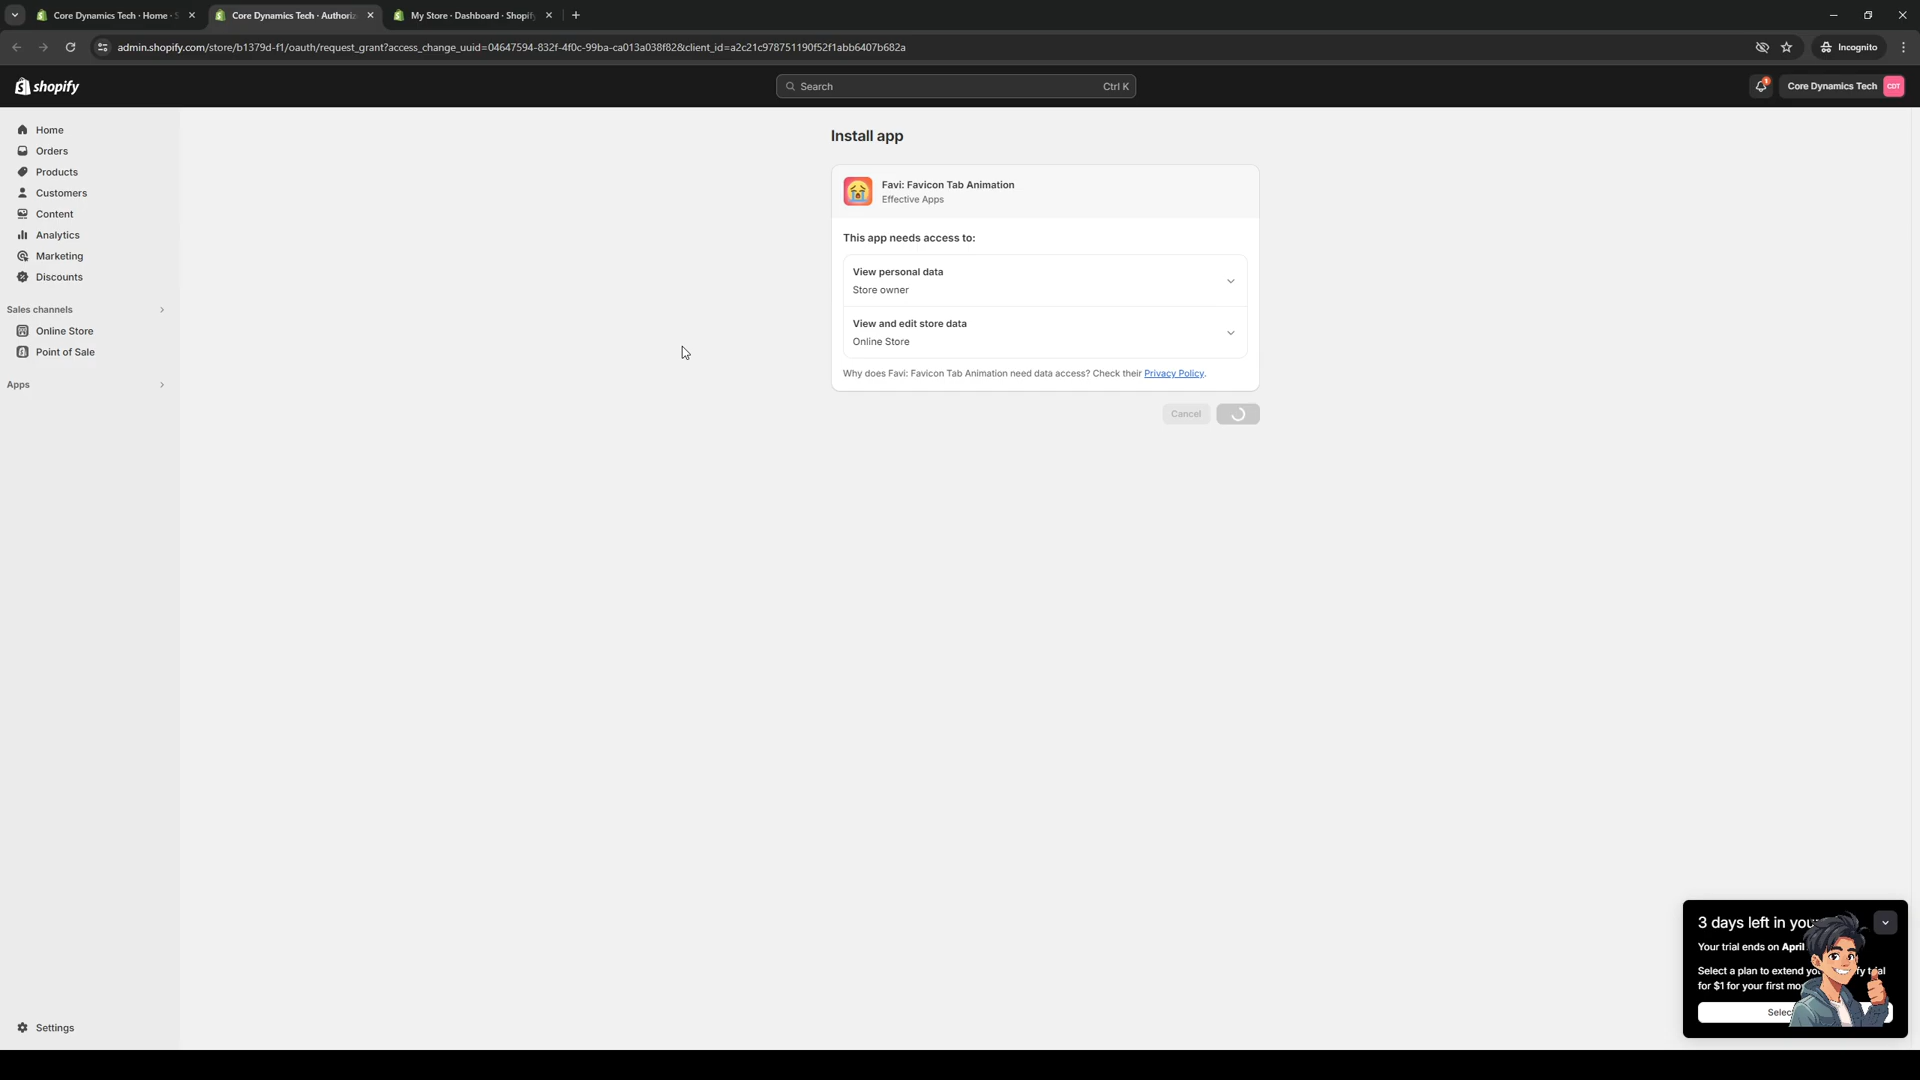 Core Dynamics Tech · Home ·
Core Dynamics Tech · Authoriz
My Store · Dashboard · Shopify
admin.shopify.com/store/b1379d-f1/oauth/request_grant?access_change_uuid=04647594-832f-4f0c-99ba-ca013a038f82&client_id=a2c21c978751190f52f1abb6407b682a
Incognito
shopify
Search
Ctrl K
1
Core Dynamics Tech
CDT
Home
Orders
Products
Customers
Content
Analytics
Marketing
Discounts
Sales channels
Online Store
Point of Sale
Apps
Settings
Install app
Favi: Favicon Tab Animation
Effective Apps
This app needs access to:
View personal data
Store owner
View and edit store data
Online Store
Why does Favi: Favicon Tab Animation need data access? Check their Privacy Policy.
Cancel
3 days left in your
Your trial ends on April
Select a plan to extend trial
for $1 for your first